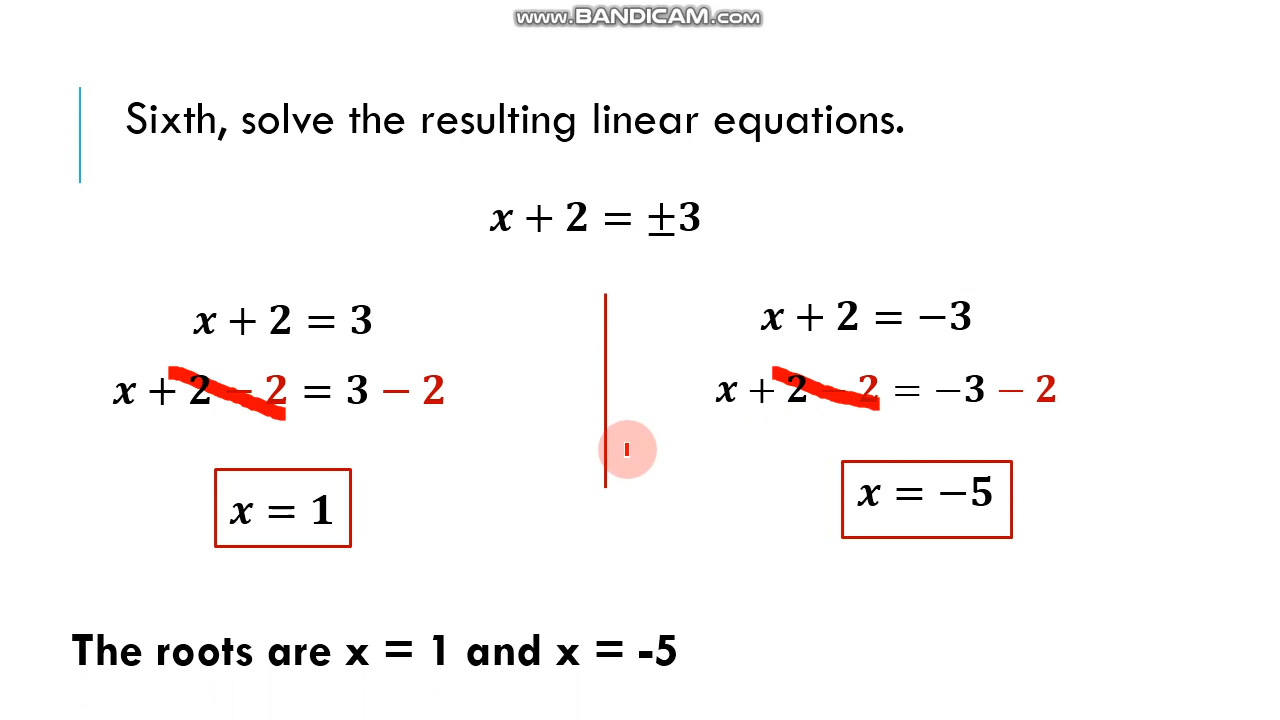 www.BANDICAM.com
Sixth, solve the resulting linear equations.
x + 2 = ±3
x + 2 = 3
x + 2 − 2 = 3 − 2
x = 1
x + 2 = −3
x + 2 − 2 = −3 − 2
x = −5
The roots are x = 1 and x = -5